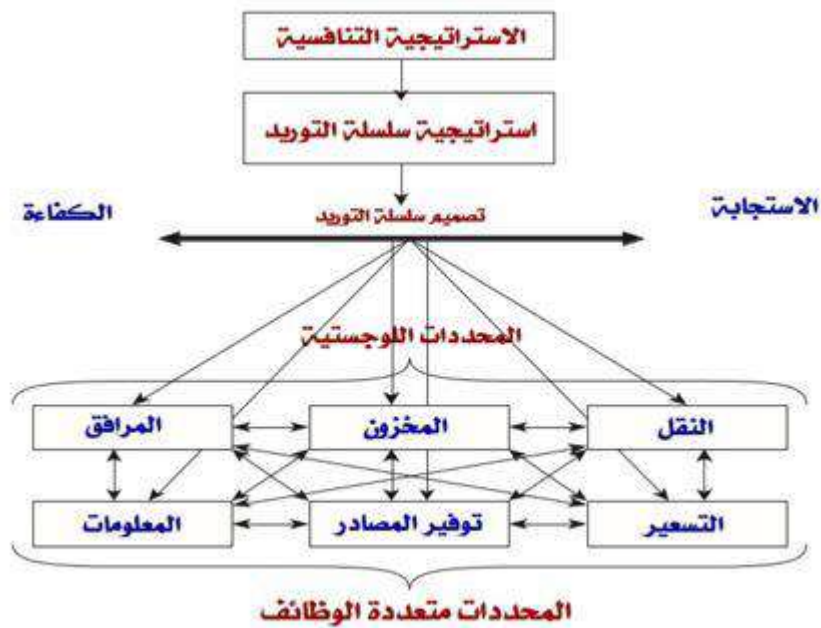 الاستراتيجية التنافسية
استراتيجية سلسلة التوريد
تصميم سلسلة التوريد
الاستجابة
الكفاءة
المحددات اللوجستية
النقل
المخزون
المرافق
التسعير
توفير المصادر
المعلومات
المحددات متعددة الوظائف